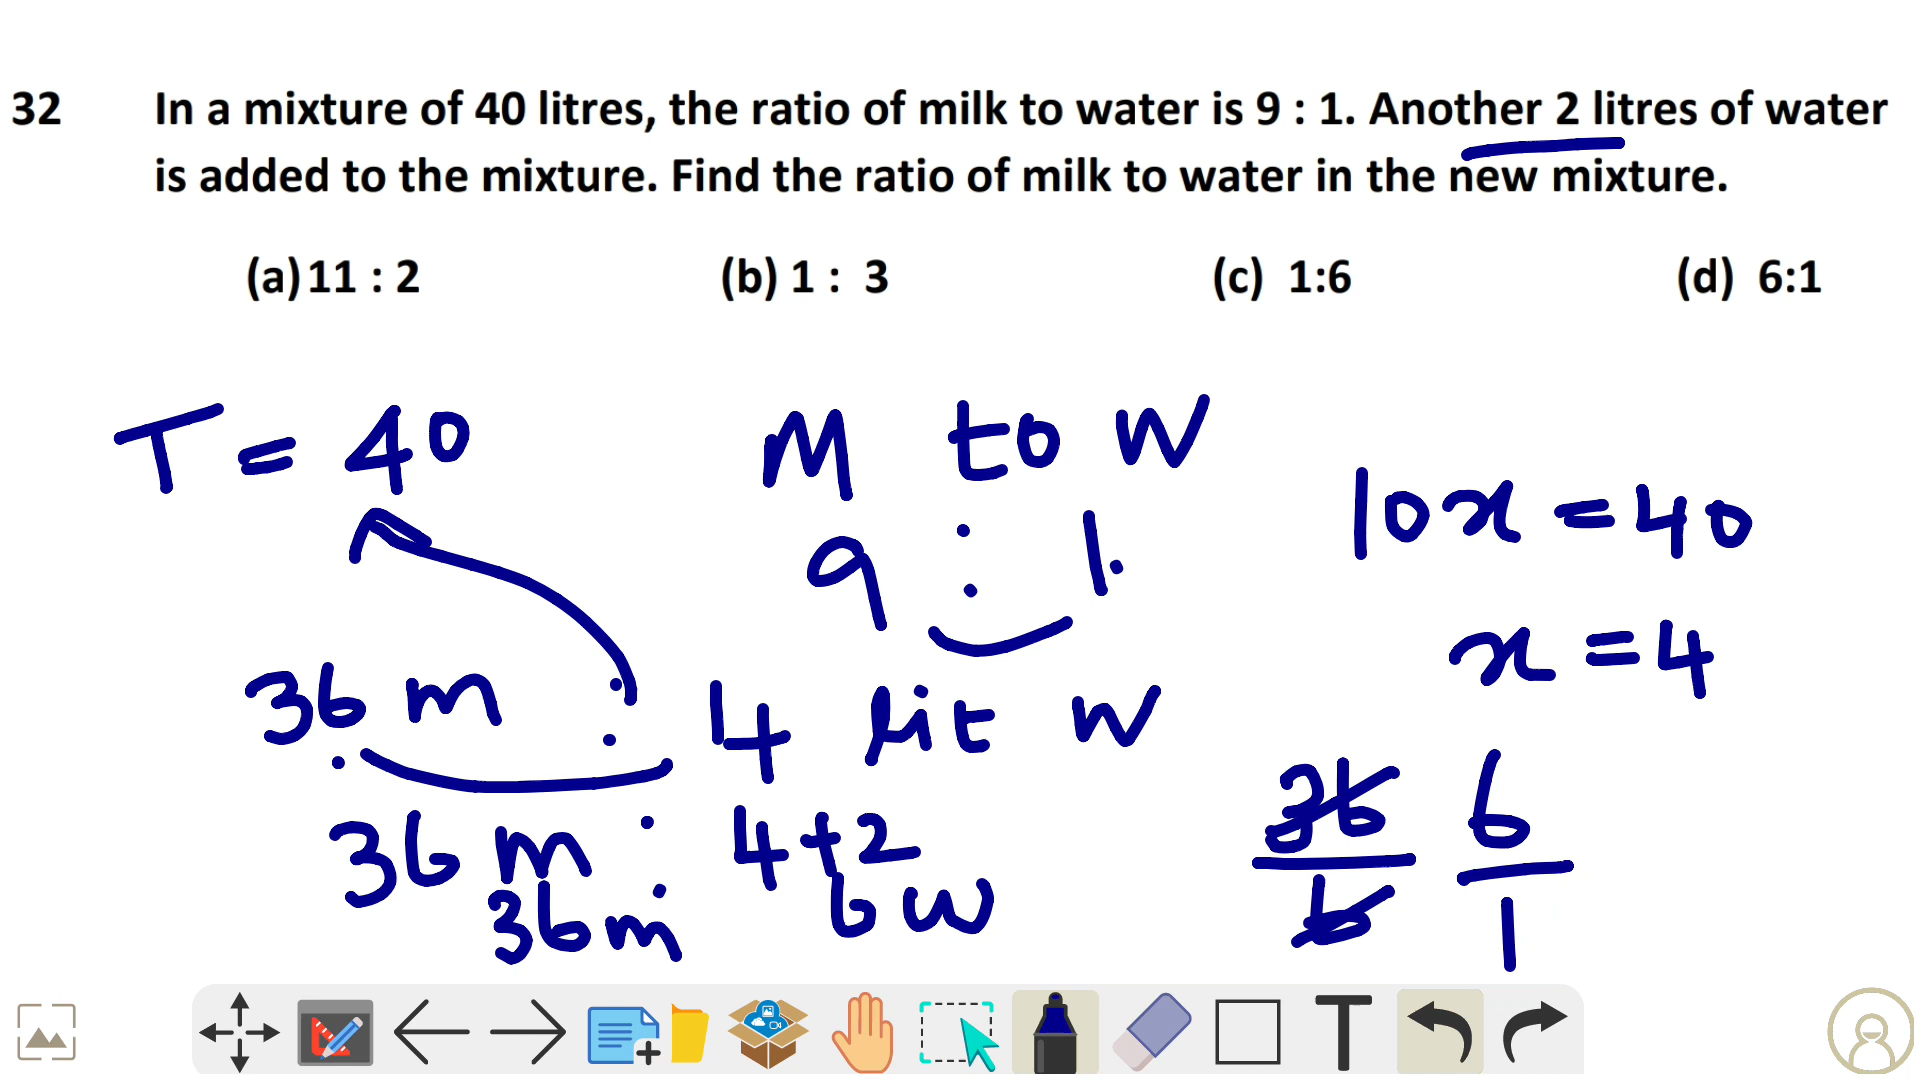 32 In a mixture of 40 litres, the ratio of milk to water is 9 : 1. Another 2 litres of water
is added to the mixture. Find the ratio of milk to water in the new mixture.
(a) 11 : 2 (b) 1 : 3 (c) 1:6 (d) 6:1
T = 40 M to W
9 : 1
10x = 40
x = 4
36 m : 4 lit W
36 m : 4+2
36m : 6 W
36/6 6/1
T